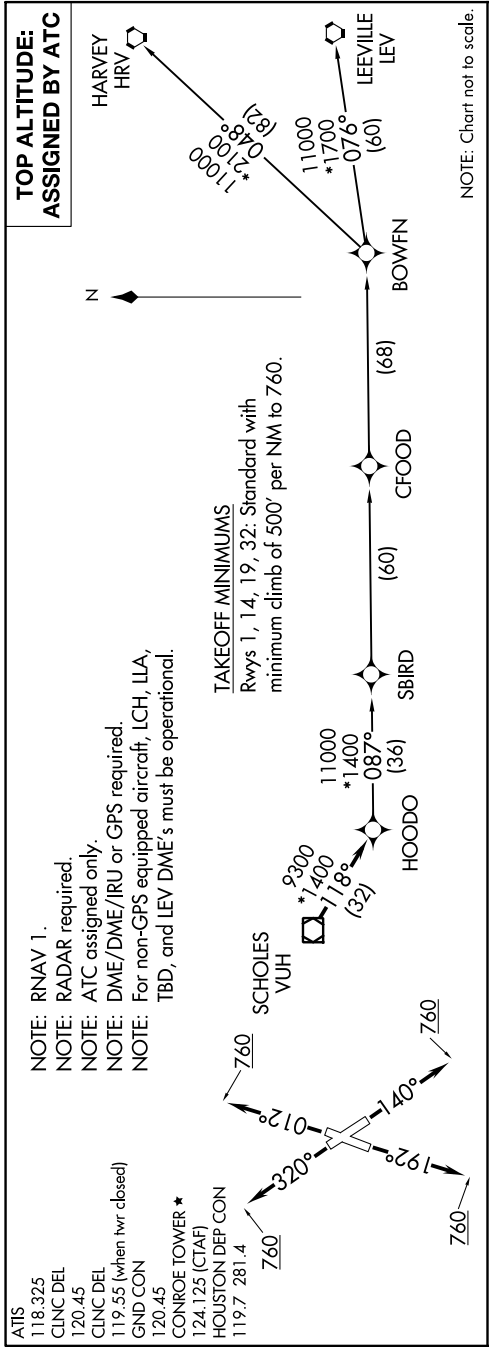 TOP ALTITUDE:
ASSIGNED BY ATC
ATIS
118.325
CLNC DEL
120.45
CLNC DEL
119.55 (when twr closed)
GND CON
120.45
CONROE TOWER ★
124.125 (CTAF)
HOUSTON DEP CON
119.7 281.4
NOTE: RNAV 1.
NOTE: RADAR required.
NOTE: ATC assigned only.
NOTE: DME/DME/IRU or GPS required.
NOTE: For non-GPS equipped aircraft, LCH, LLA,
TBD, and LEV DME's must be operational.
TAKEOFF MINIMUMS
Rwys 1, 14, 19, 32: Standard with
minimum climb of 500' per NM to 760.
N
760
760
760
760
320°
012°
192°
140°
SCHOLES
VUH
9300
*1400
118°
(32)
HOODO
11000
*1400
087°
(36)
SBIRD
(60)
CFOOD
(68)
BOWFN
11000
*2100
048°
(82)
HARVEY
HRV
11000
*1700
076°
(60)
LEEVILLE
LEV
NOTE: Chart not to scale.